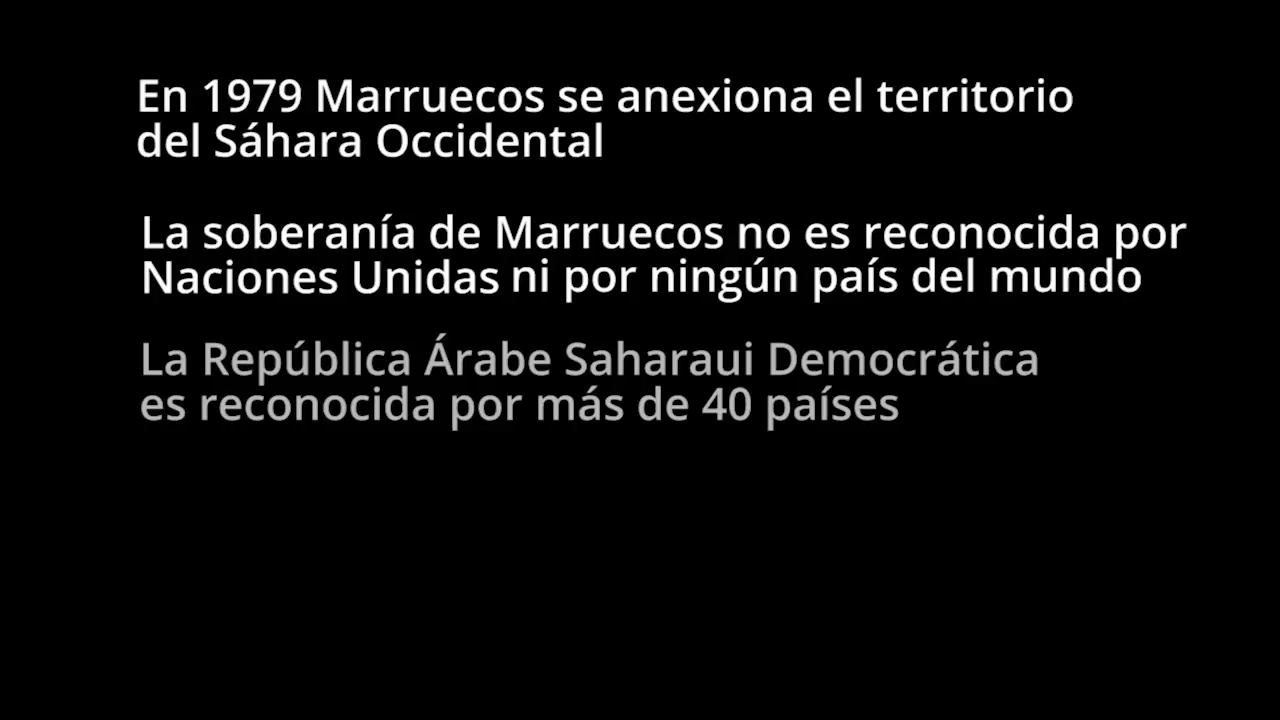 En 1979 Marruecos se anexiona el territorio
del Sáhara Occidental
La soberanía de Marruecos no es reconocida por
Naciones Unidas ni por ningún país del mundo
La República Árabe Saharaui Democrática
es reconocida por más de 40 países